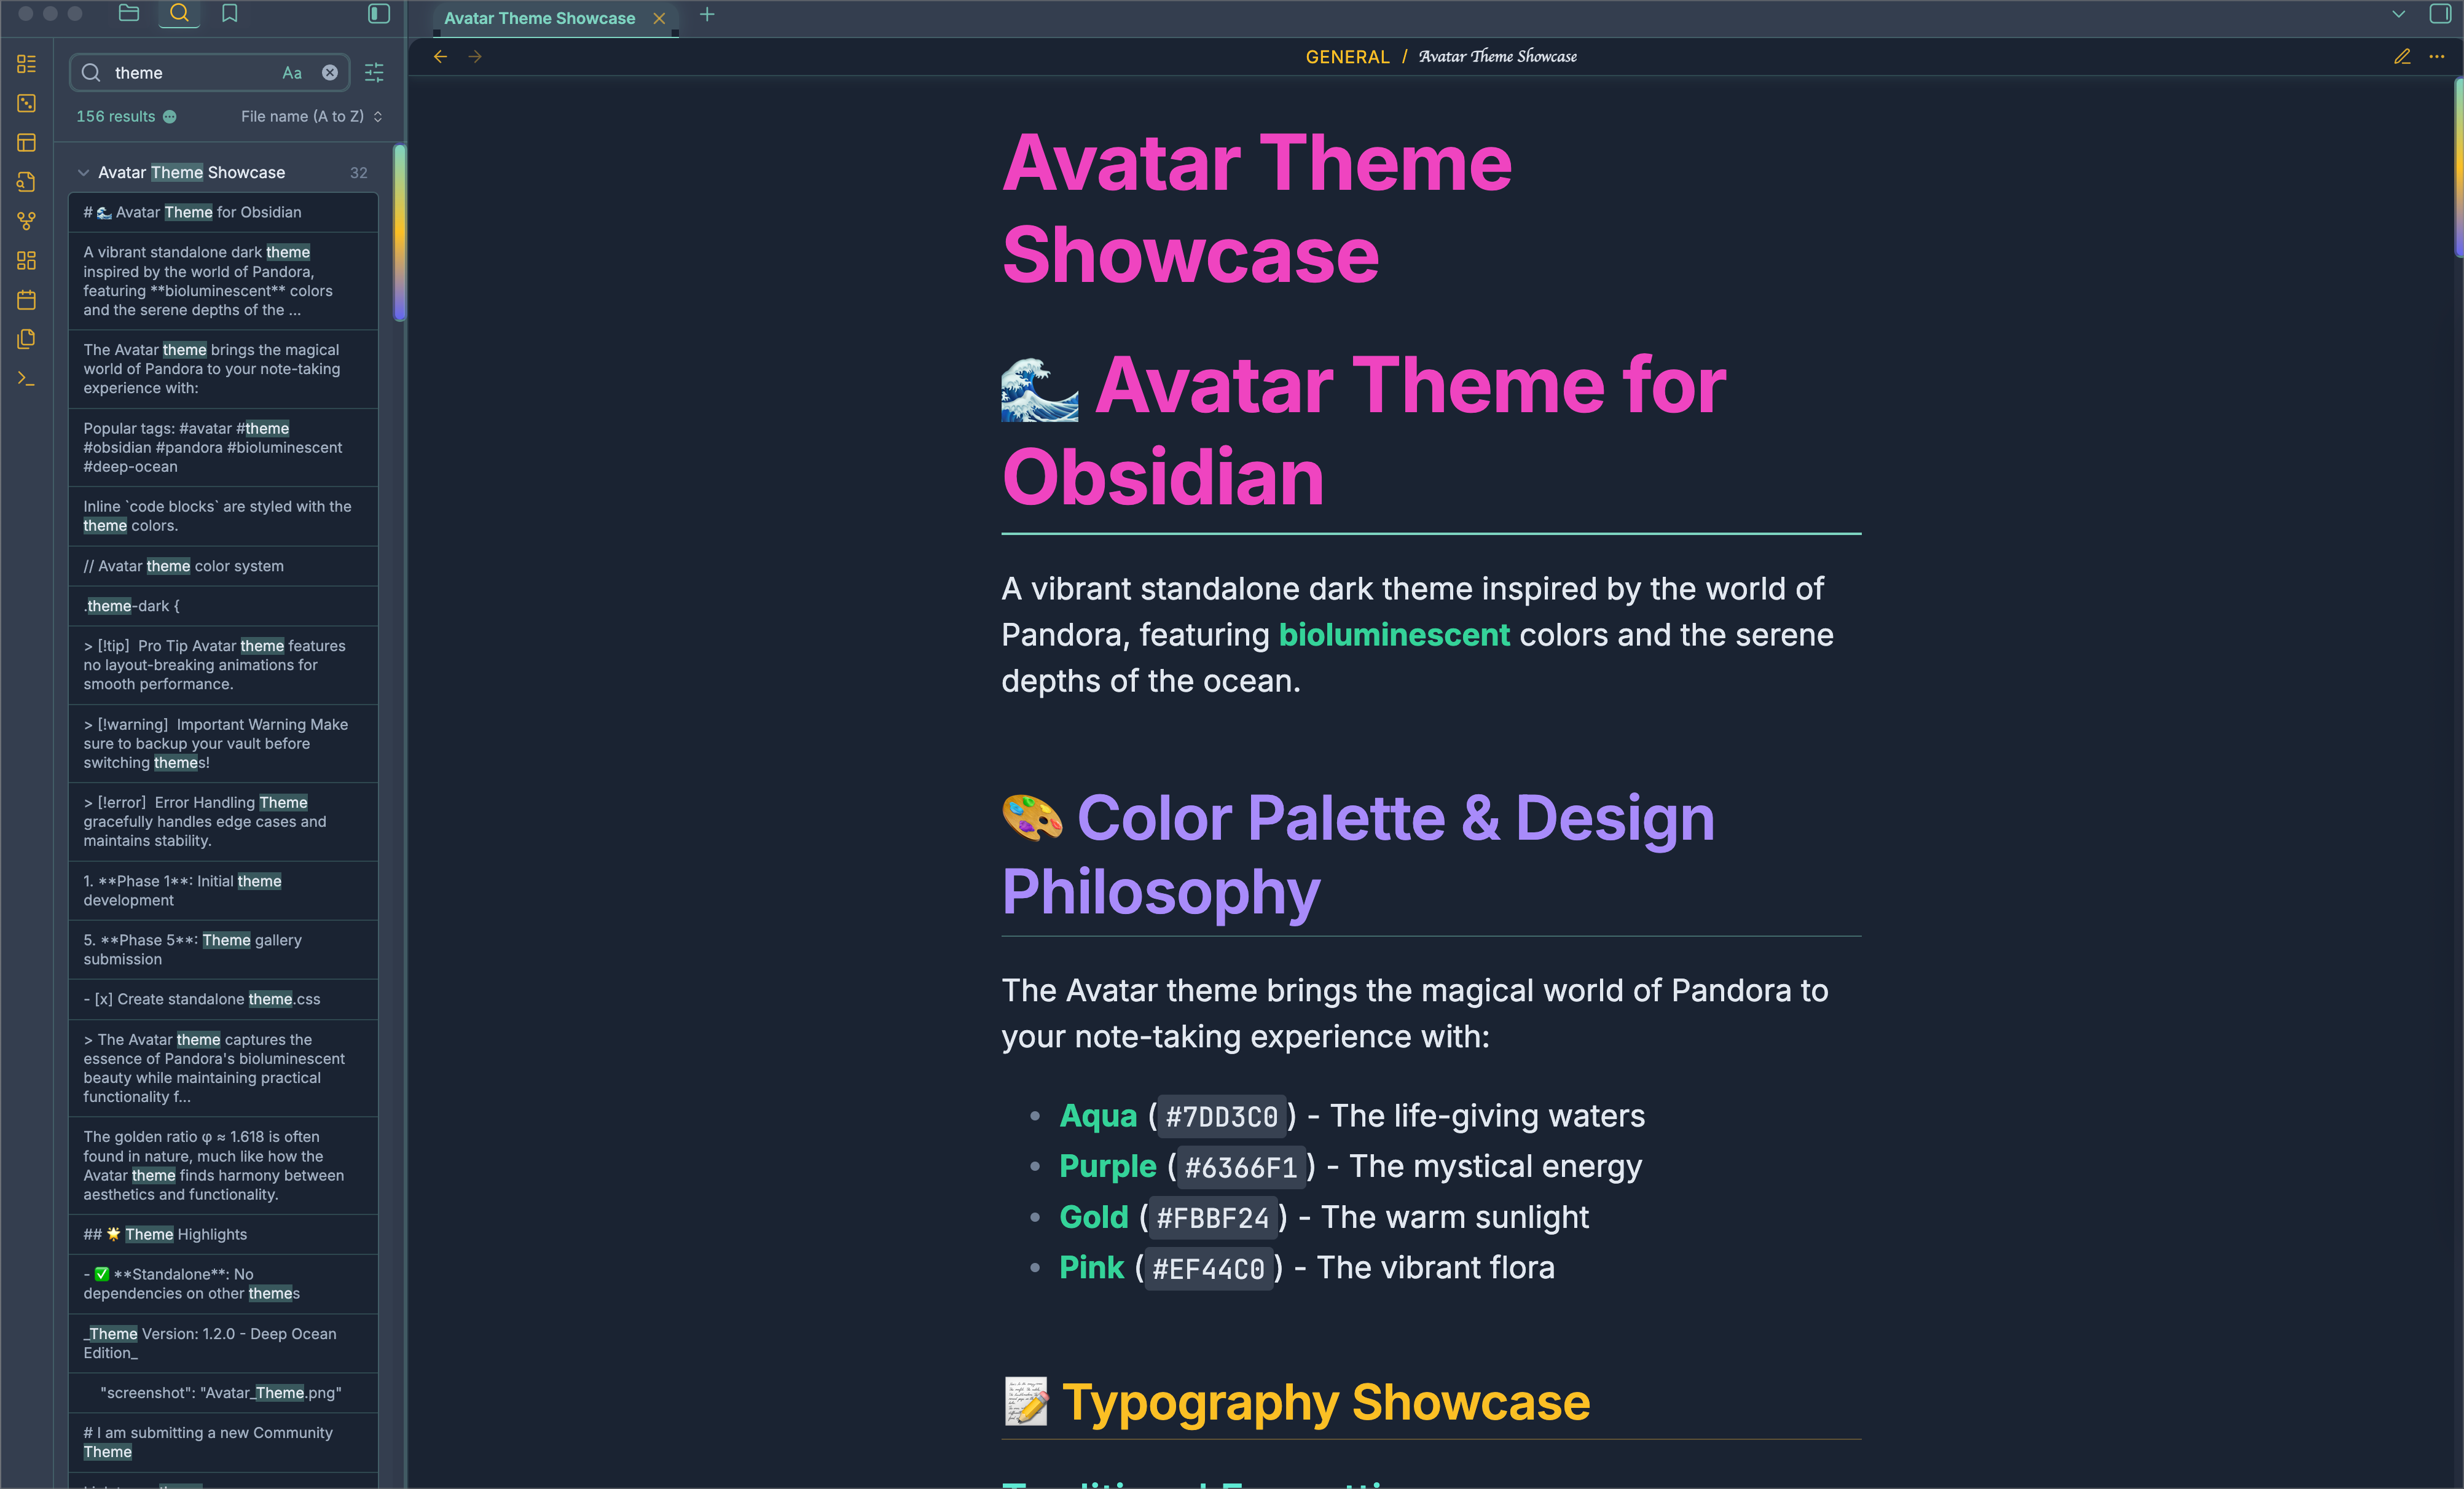 Avatar Theme Showcase
GENERAL / Avatar Theme Showcase
theme
Aa
156 results
File name (A to Z)
Avatar Theme Showcase 32
# 🌊 Avatar Theme for Obsidian
A vibrant standalone dark theme
inspired by the world of Pandora,
featuring **bioluminescent** colors
and the serene depths of the ...
The Avatar theme brings the magical
world of Pandora to your note-taking
experience with:
Popular tags: #avatar #theme
#obsidian #pandora #bioluminescent
#deep-ocean
Inline `code blocks` are styled with the
theme colors.
// Avatar theme color system
.theme-dark {
> [!tip]  Pro Tip Avatar theme features
no layout-breaking animations for
smooth performance.
> [!warning]  Important Warning Make
sure to backup your vault before
switching themes!
> [!error]  Error Handling Theme
gracefully handles edge cases and
maintains stability.
1. **Phase 1**: Initial theme
development
5. **Phase 5**: Theme gallery
submission
- [x] Create standalone theme.css
> The Avatar theme captures the
essence of Pandora's bioluminescent
beauty while maintaining practical
functionality f...
The golden ratio φ ≈ 1.618 is often
found in nature, much like how the
Avatar theme finds harmony between
aesthetics and functionality.
## 🌟 Theme Highlights
- ✅ **Standalone**: No
dependencies on other themes
_Theme Version: 1.2.0 - Deep Ocean
Edition_
"screenshot": "Avatar_Theme.png"
# I am submitting a new Community
Theme
Avatar Theme
Showcase
🌊 Avatar Theme for
Obsidian
A vibrant standalone dark theme inspired by the world of
Pandora, featuring bioluminescent colors and the serene
depths of the ocean.
🎨 Color Palette & Design
Philosophy
The Avatar theme brings the magical world of Pandora to
your note-taking experience with:
• Aqua (#7DD3C0) - The life-giving waters
• Purple (#6366F1) - The mystical energy
• Gold (#FBBF24) - The warm sunlight
• Pink (#EF44C0) - The vibrant flora
📝 Typography Showcase